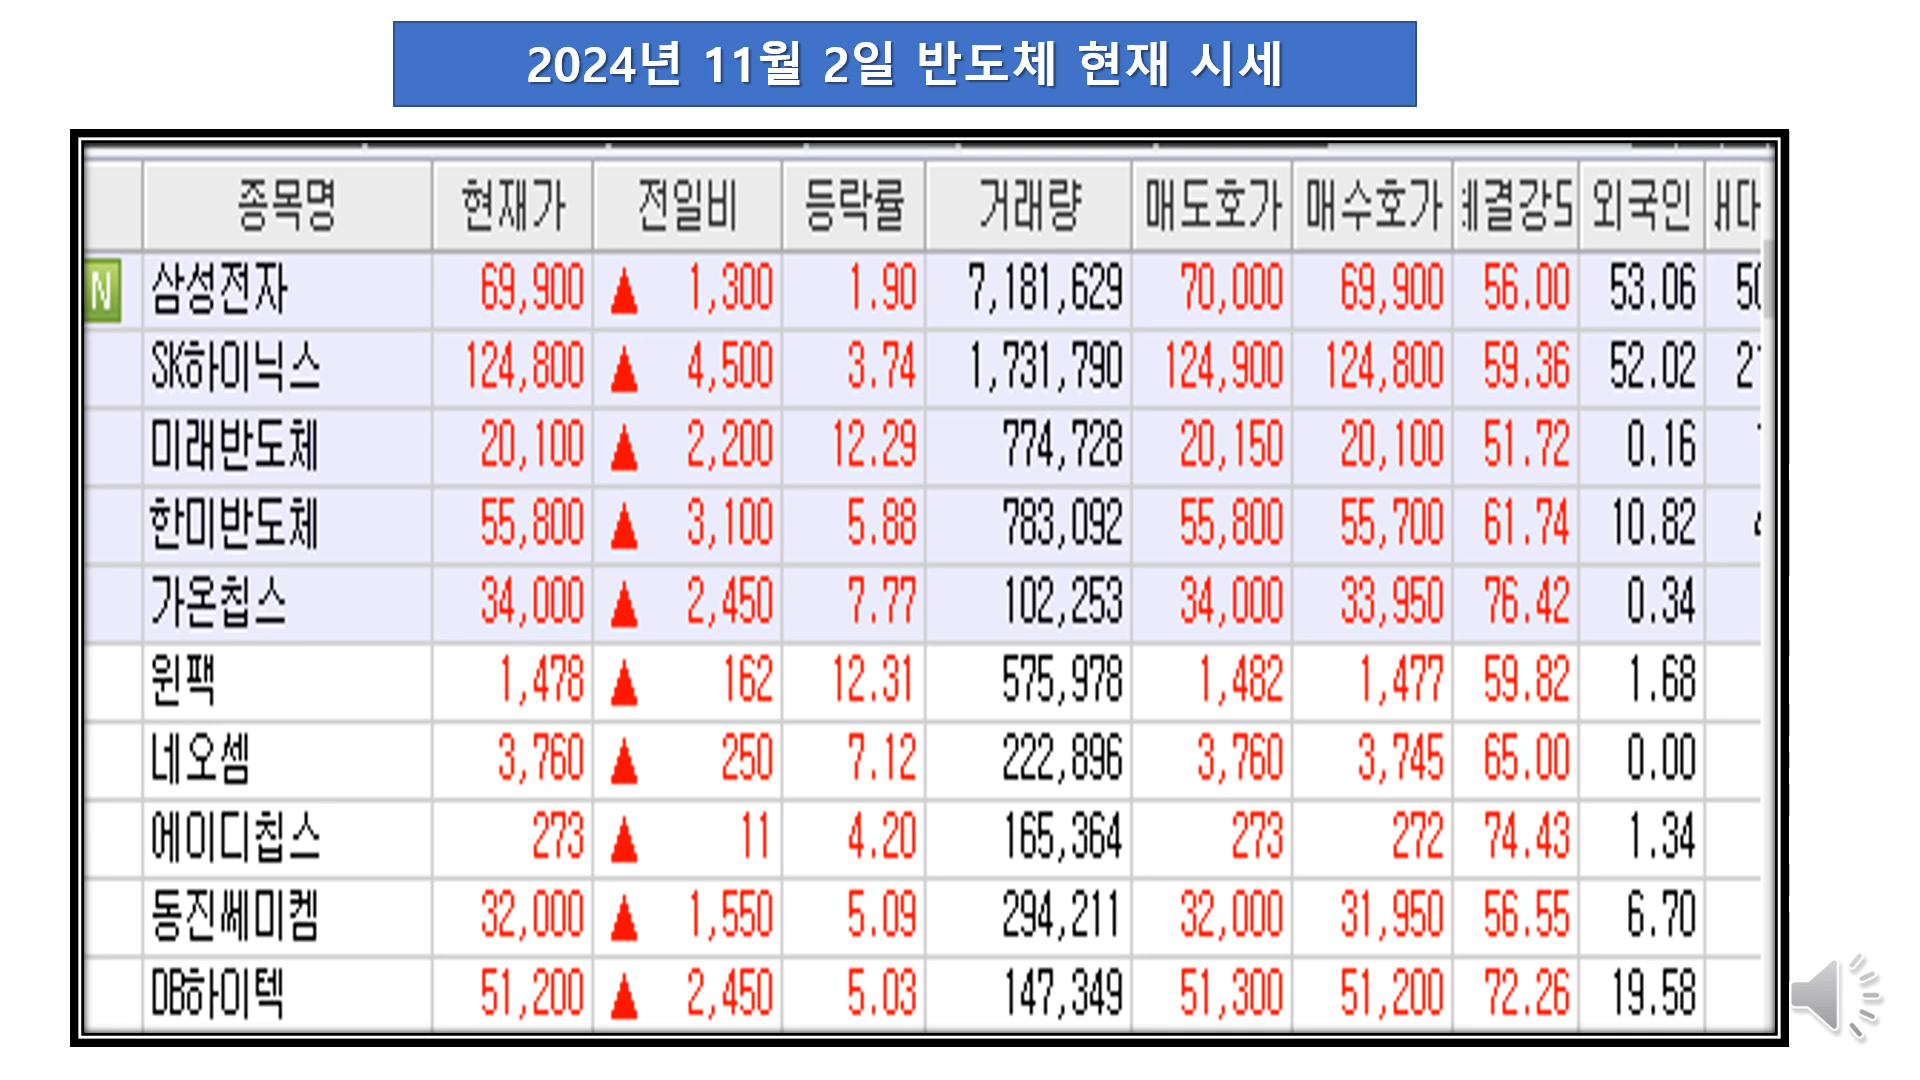 2024년 11월 2일 반도체 현재 시세
종목명 현재가 전일비 등락률 거래량 매도호가 매수호가 체결강도 외국인
N 삼성전자 69,900 ▲ 1,300 1.90 7,181,629 70,000 69,900 56.00 53.06
SK하이닉스 124,800 ▲ 4,500 3.74 1,731,790 124,900 124,800 59.36 52.02
미래반도체 20,100 ▲ 2,200 12.29 774,728 20,150 20,100 51.72 0.16
한미반도체 55,800 ▲ 3,100 5.88 783,092 55,800 55,700 61.74 10.82
가온칩스 34,000 ▲ 2,450 7.77 102,253 34,000 33,950 76.42 0.34
윈팩 1,478 ▲ 162 12.31 575,978 1,482 1,477 59.82 1.68
네오셈 3,760 ▲ 250 7.12 222,896 3,760 3,745 65.00 0.00
에이디칩스 273 ▲ 11 4.20 165,364 273 272 74.43 1.34
동진쎄미켐 32,000 ▲ 1,550 5.09 294,211 32,000 31,950 56.55 6.70
DB하이텍 51,200 ▲ 2,450 5.03 147,349 51,300 51,200 72.26 19.58